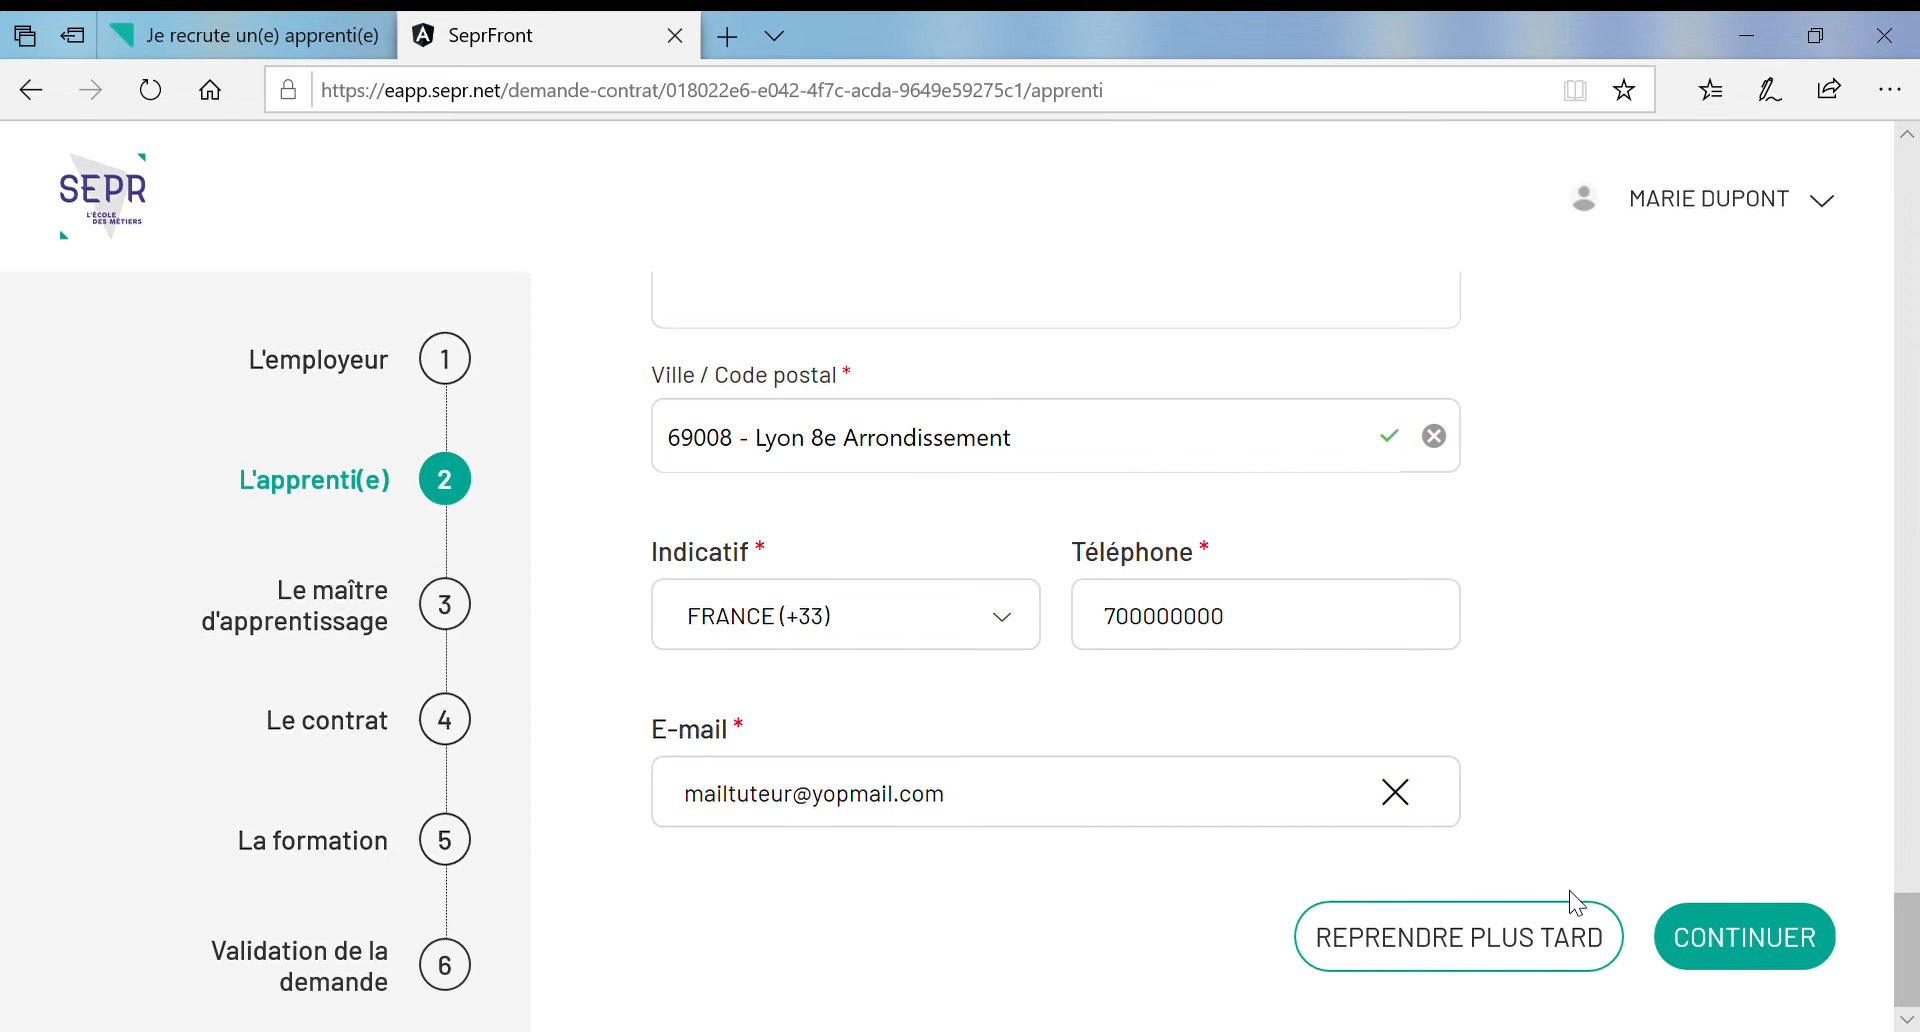 Je recrute un(e) apprenti(e)
SeprFront
https://eapp.sepr.net/demande-contrat/018022e6-e042-4f7c-acda-9649e59275c1/apprenti
SEPR
L'ÉCOLE
DES MÉTIERS
MARIE DUPONT
L'employeur 1
L'apprenti(e) 2
Le maître
d'apprentissage 3
Le contrat 4
La formation 5
Validation de la
demande 6
Ville / Code postal *
69008 - Lyon 8e Arrondissement
Indicatif * Téléphone *
FRANCE (+33) 700000000
E-mail *
mailtuteur@yopmail.com
REPRENDRE PLUS TARD CONTINUER